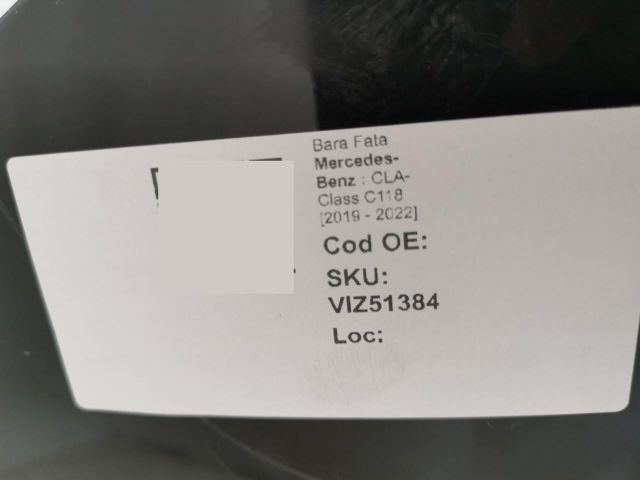 Bara Fata
Mercedes-
Benz : CLA-
Class C118
[2019 - 2022]
Cod OE:
SKU:
VIZ51384
Loc: